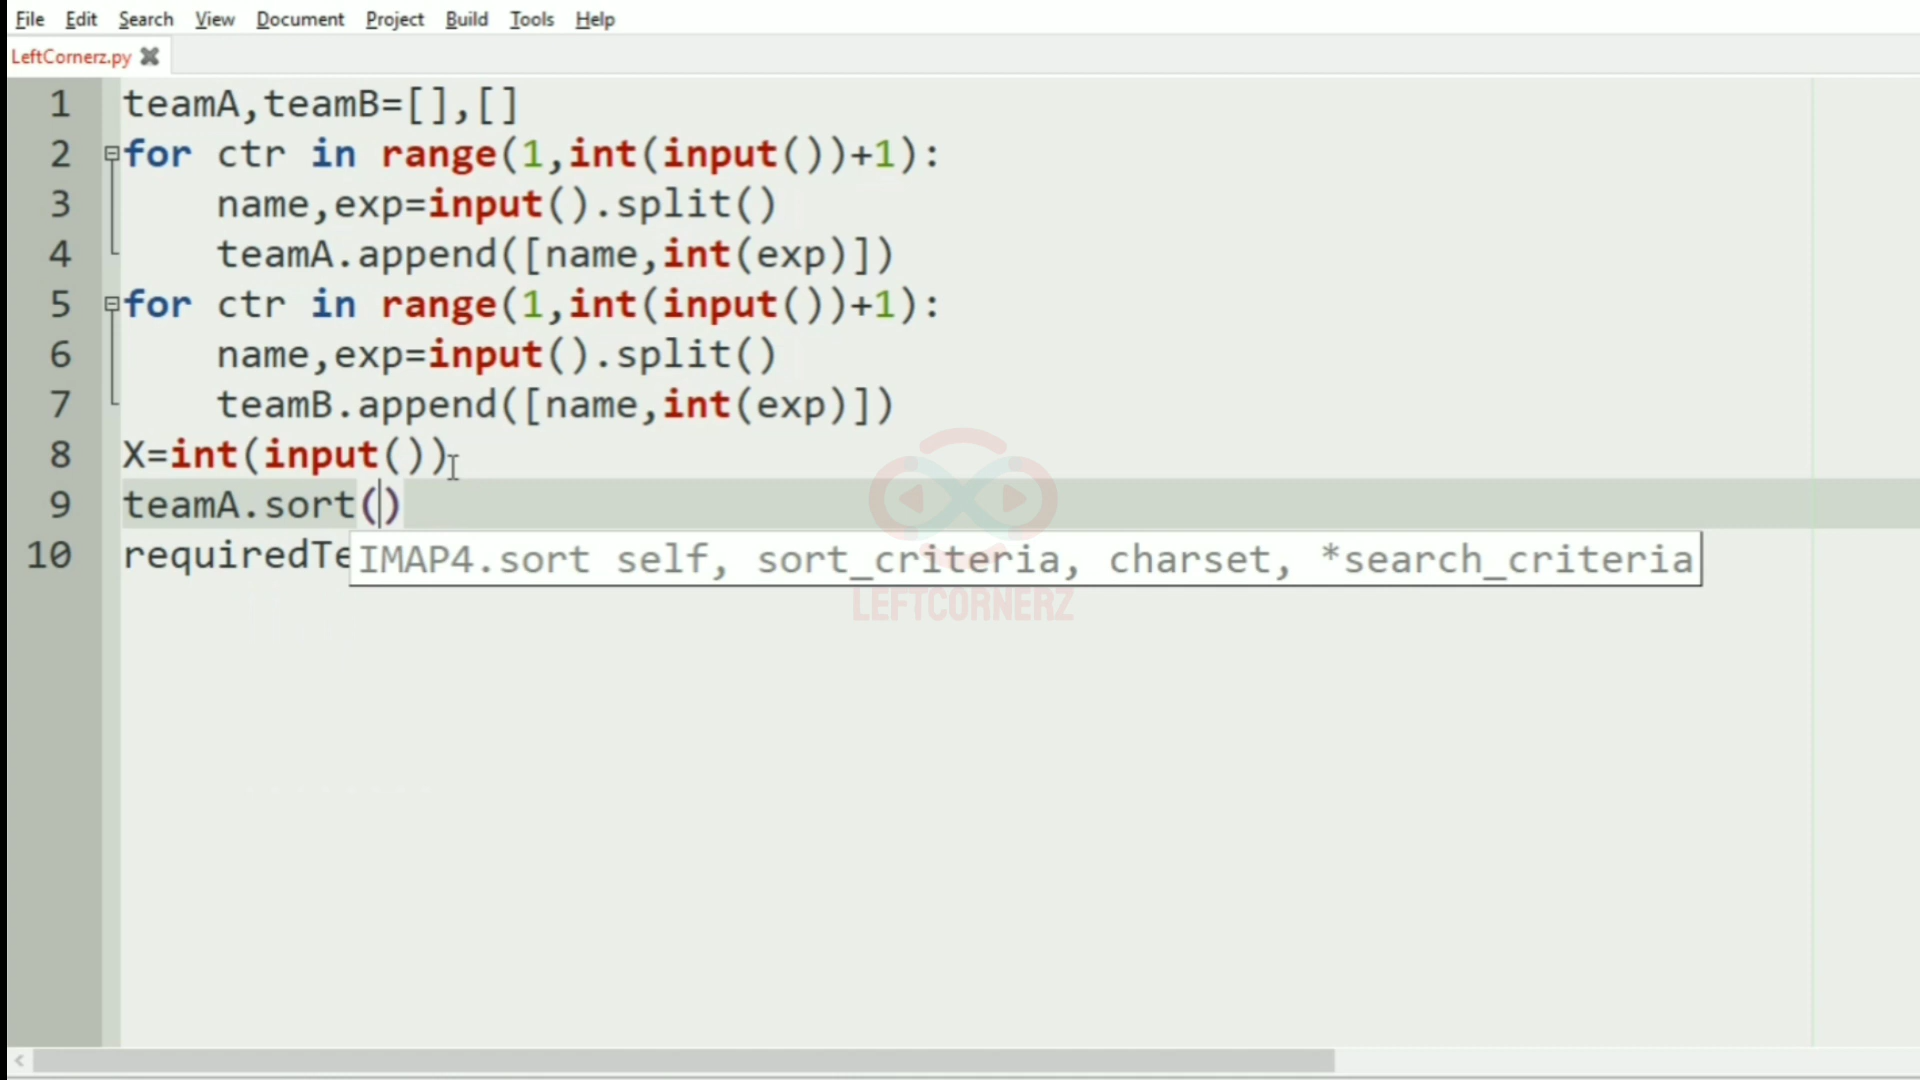 File Edit Search View Document Project Build Tools Help
LeftCornerz.py
1 teamA,teamB=[],[]
2 for ctr in range(1,int(input())+1):
3     name,exp=input().split()
4     teamA.append([name,int(exp)])
5 for ctr in range(1,int(input())+1):
6     name,exp=input().split()
7     teamB.append([name,int(exp)])
8 X=int(input())
9 teamA.sort()
10 requiredTe
IMAP4.sort self, sort_criteria, charset, *search_criteria
LEFTCORNERZ